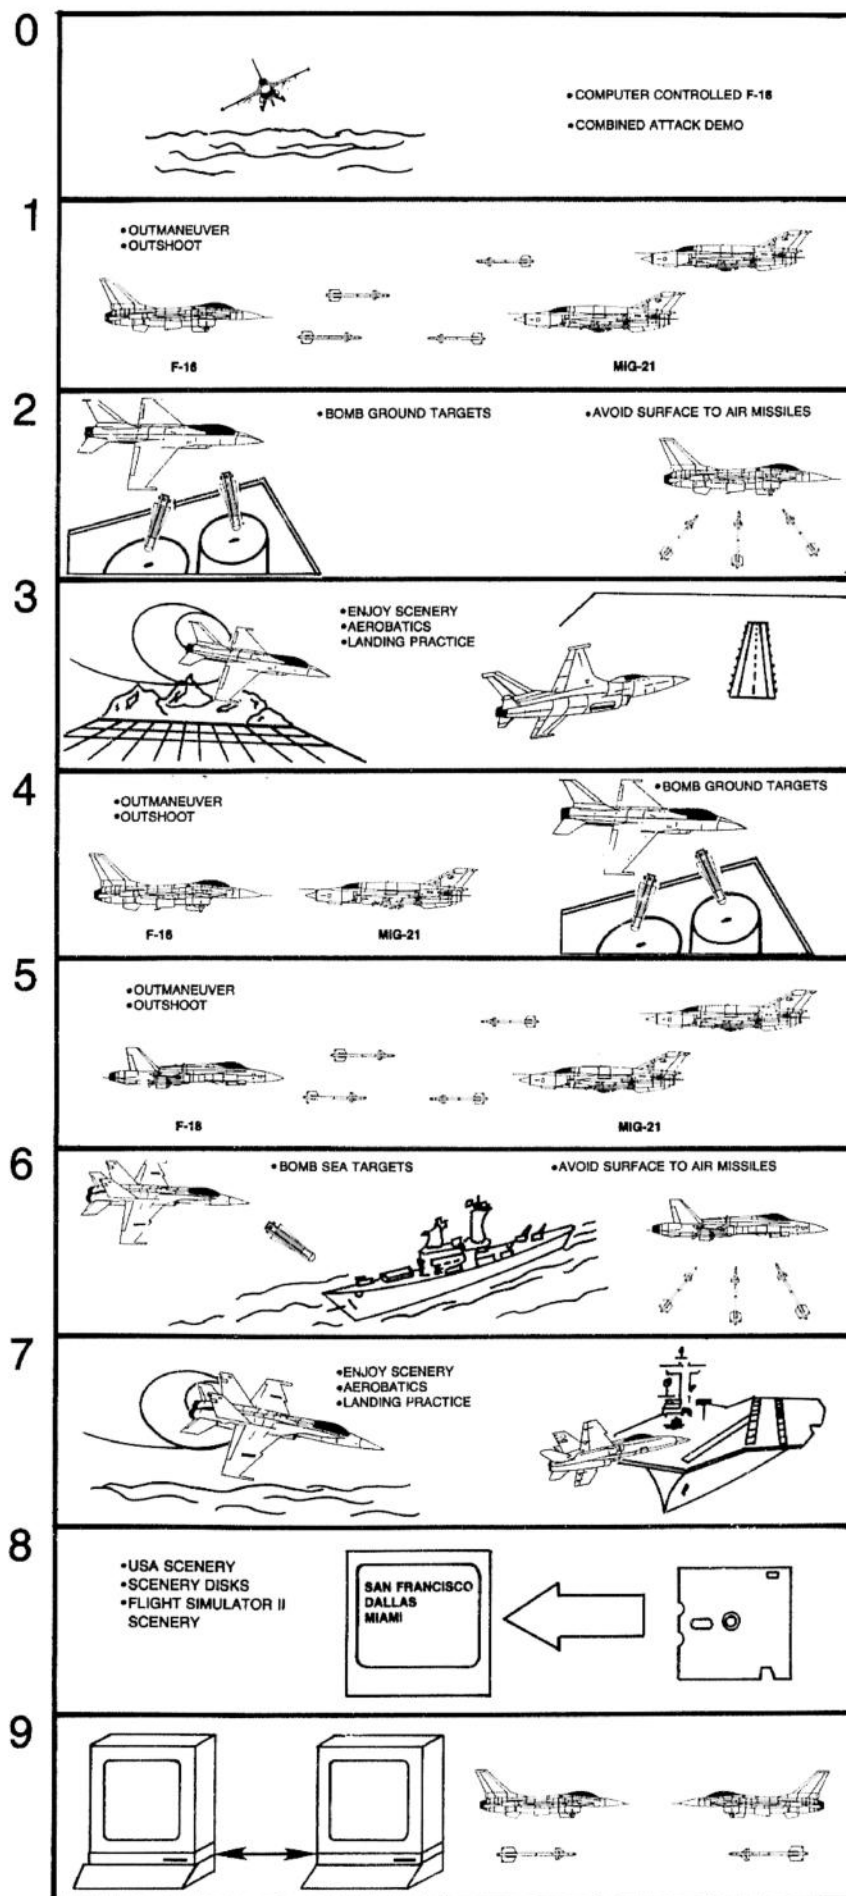 0
•COMPUTER CONTROLLED F-16
•COMBINED ATTACK DEMO
1
•OUTMANEUVER
•OUTSHOOT
F-16
MIG-21
2
•BOMB GROUND TARGETS
•AVOID SURFACE TO AIR MISSILES
3
•ENJOY SCENERY
•AEROBATICS
•LANDING PRACTICE
4
•OUTMANEUVER
•OUTSHOOT
•BOMB GROUND TARGETS
F-16
MIG-21
5
•OUTMANEUVER
•OUTSHOOT
F-18
MIG-21
6
•BOMB SEA TARGETS
•AVOID SURFACE TO AIR MISSILES
7
•ENJOY SCENERY
•AEROBATICS
•LANDING PRACTICE
8
•USA SCENERY
•SCENERY DISKS
•FLIGHT SIMULATOR II
SCENERY
SAN FRANCISCO
DALLAS
MIAMI
9